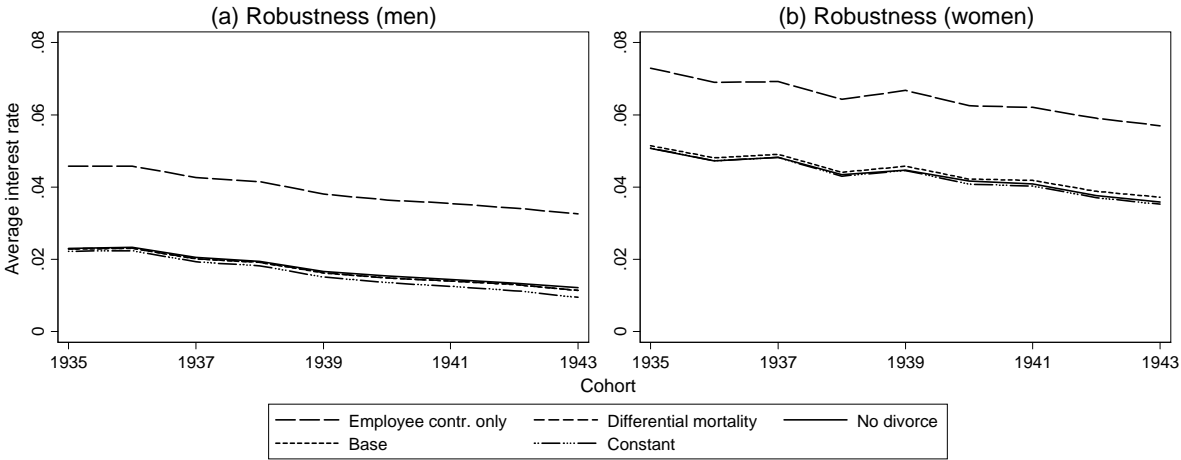 (a) Robustness (men)
(b) Robustness (women)
Average interest rate
.08
.06
.04
.02
0
1935 1937 1939 1941 1943
.08
.06
.04
.02
0
1935 1937 1939 1941 1943
Cohort
Employee contr. only Differential mortality No divorce
Base Constant